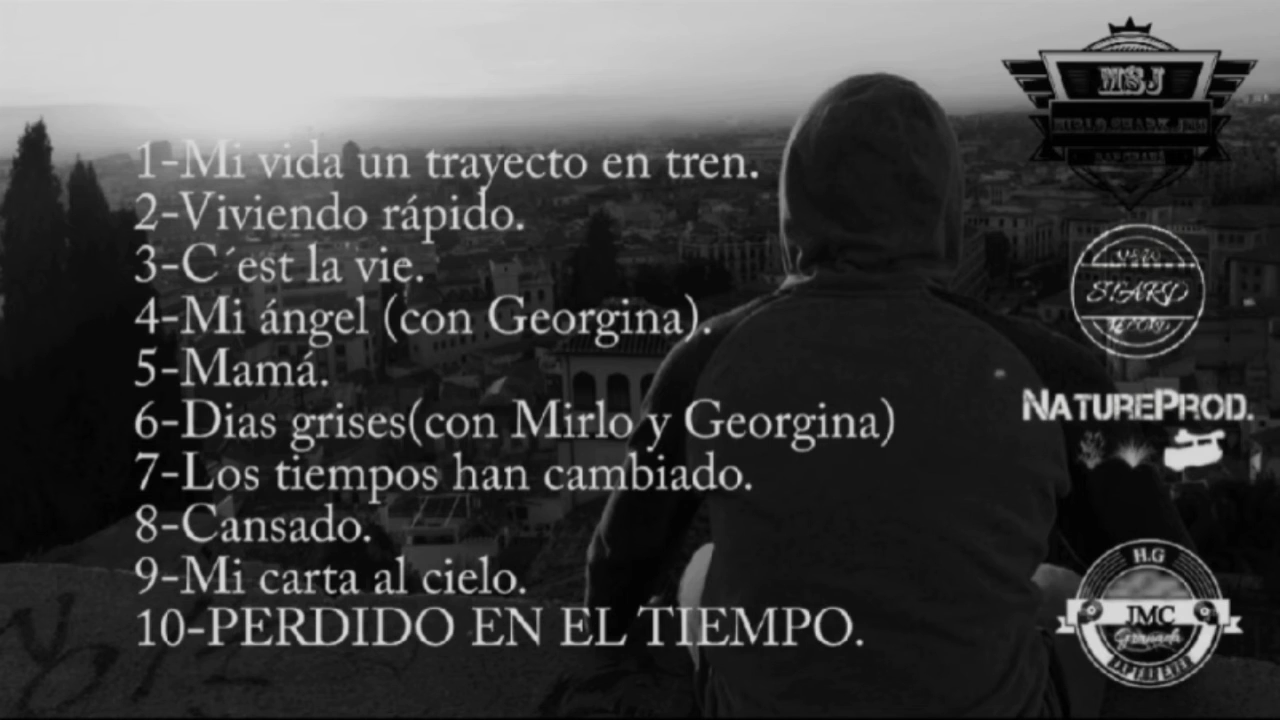 1-Mi vida un trayecto en tren.
2-Viviendo rápido.
3-C´est la vie.
4-Mi ángel (con Georgina).
5-Mamá.
6-Dias grises(con Mirlo y Georgina)
7-Los tiempos han cambiado.
8-Cansado.
9-Mi carta al cielo.
10-PERDIDO EN EL TIEMPO.
MSJ
NATUREPROD.
H.G
JMC
Granada